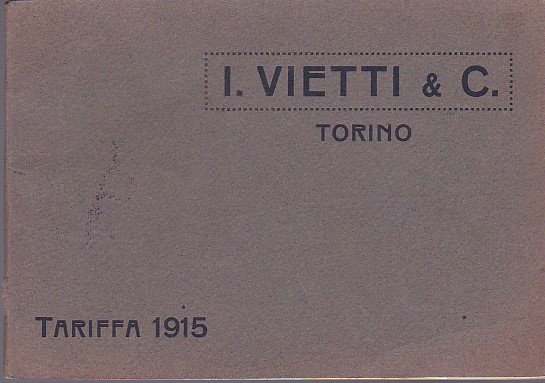 I. VIETTI & C.
TORINO
TARIFFA 1915